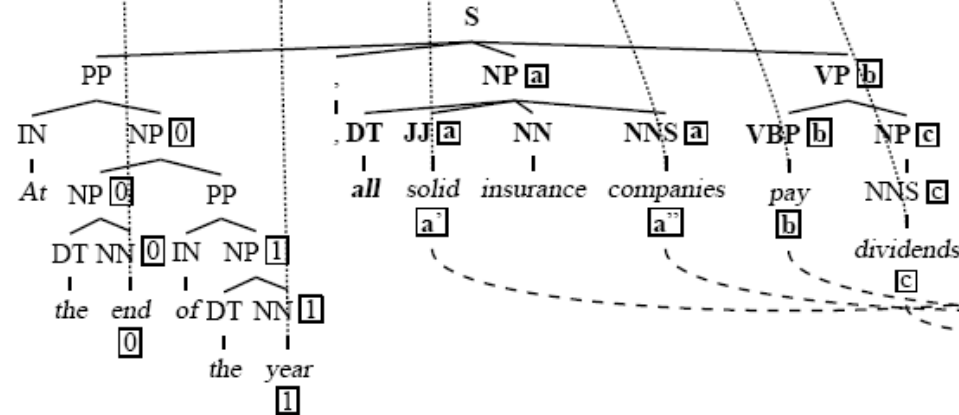 S
PP , NP a VP b
IN NP 0 , DT JJ a NN NNS a VBP b NP c
At NP 0 PP all solid insurance companies pay NNS c
a' a" b
DT NN 0 IN NP 1 dividends
c
the end of DT NN 1
0
the year
1